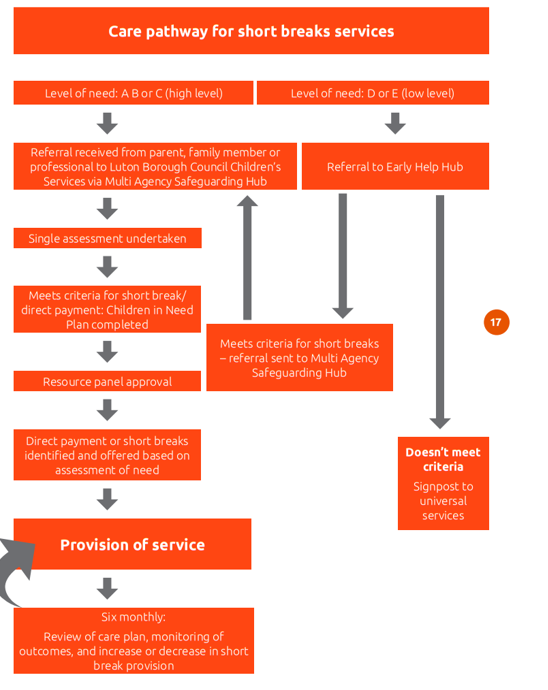 Care pathway for short breaks services
Level of need: A B or C (high level)
Level of need: D or E (low level)
Referral received from parent, family member or
professional to Luton Borough Council Children's
Services via Multi Agency Safeguarding Hub
Referral to Early Help Hub
Single assessment undertaken
Meets criteria for short break/
direct payment: Children in Need
Plan completed
17
Meets criteria for short breaks
– referral sent to Multi Agency
Safeguarding Hub
Resource panel approval
Direct payment or short breaks
identified and offered based on
assessment of need
Doesn't meet
criteria
Signpost to
universal
services
Provision of service
Six monthly:
Review of care plan, monitoring of
outcomes, and increase or decrease in short
break provision